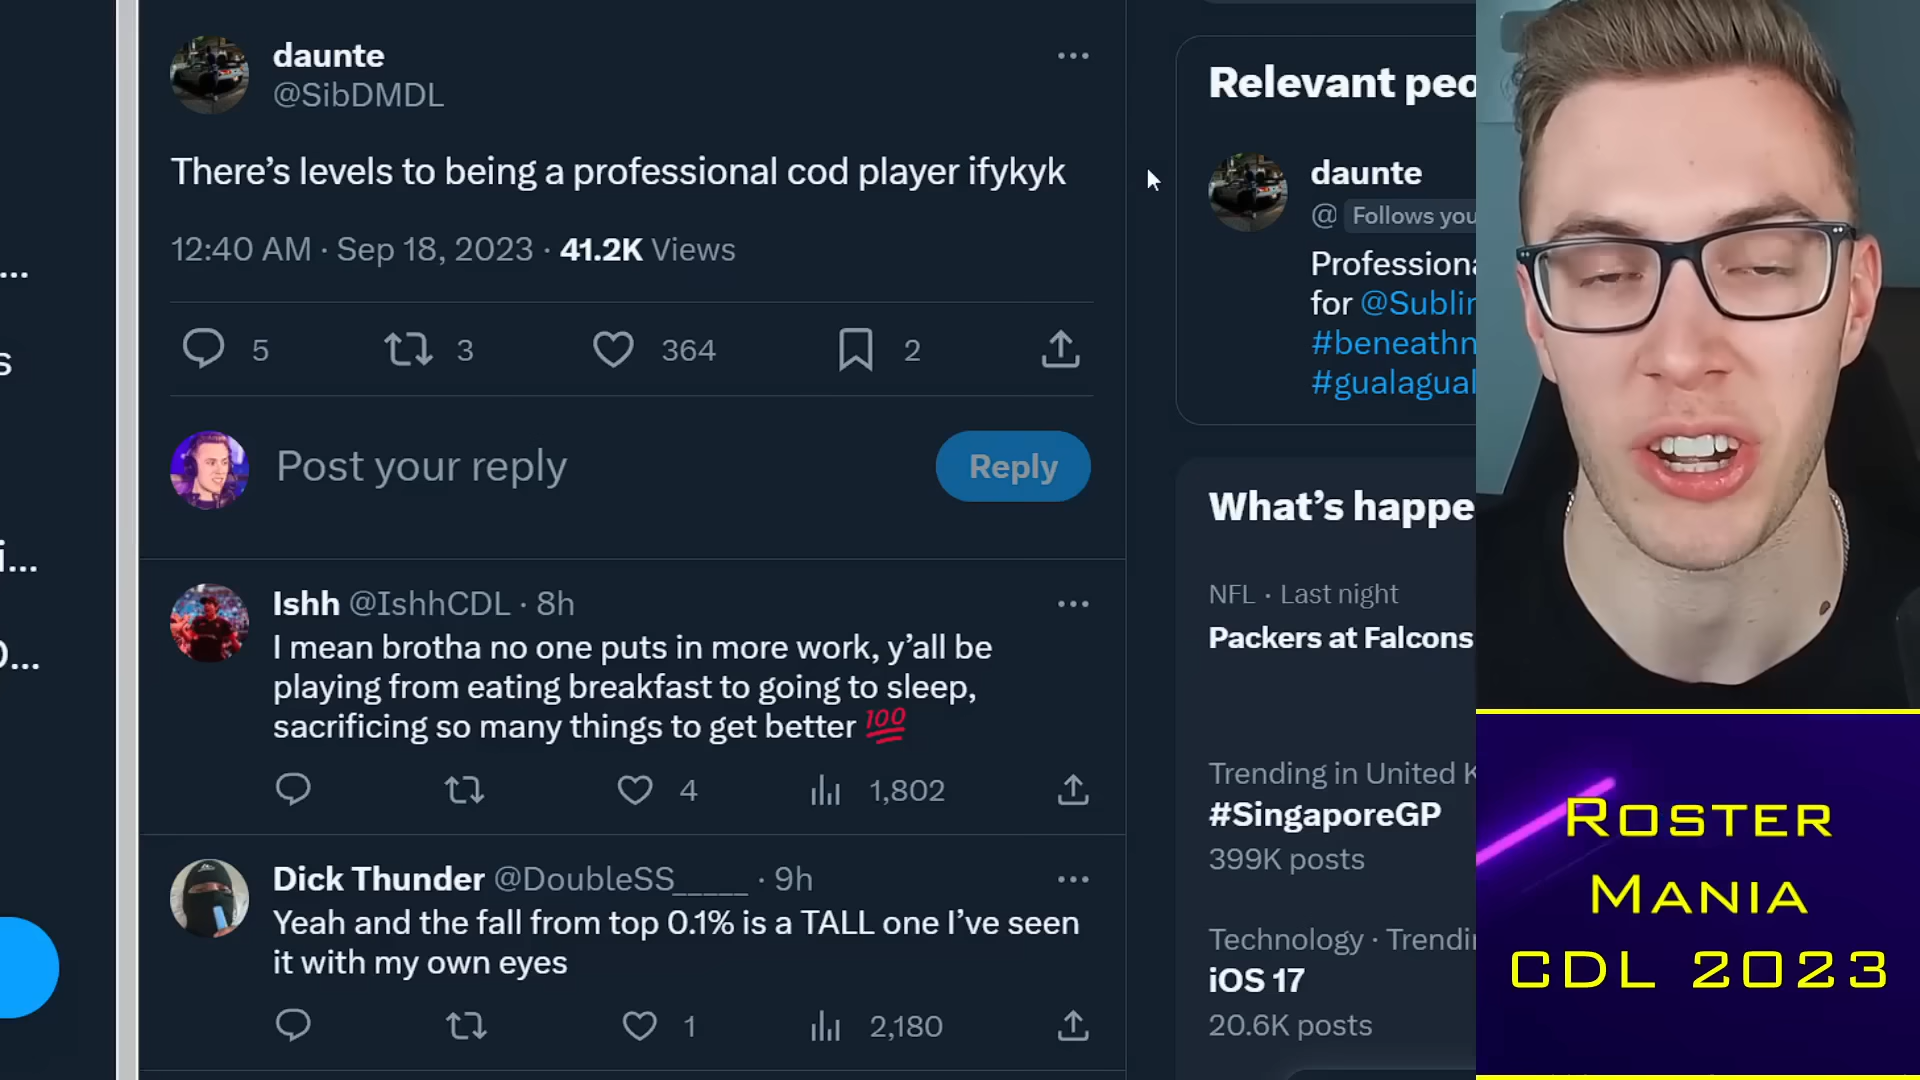 ...
s
i...
...
daunte
@SibDMDL
There’s levels to being a professional cod player ifykyk
12:40 AM · Sep 18, 2023 · 41.2K Views
5 3 364 2
Post your reply
Reply
Ishh @IshhCDL · 8h
I mean brotha no one puts in more work, y’all be
playing from eating breakfast to going to sleep,
sacrificing so many things to get better 💯
4 1,802
Dick Thunder @DoubleSS_____ · 9h
Yeah and the fall from top 0.1% is a TALL one I’ve seen
it with my own eyes
1 2,180
Relevant peo
daunte
@ Follows you
Professiona
for @Sublin
#beneathn
#gualagual
What’s happe
NFL · Last night
Packers at Falcons
Trending in United K
#SingaporeGP
399K posts
Technology · Trendin
iOS 17
20.6K posts
Roster
Mania
CDL 2023